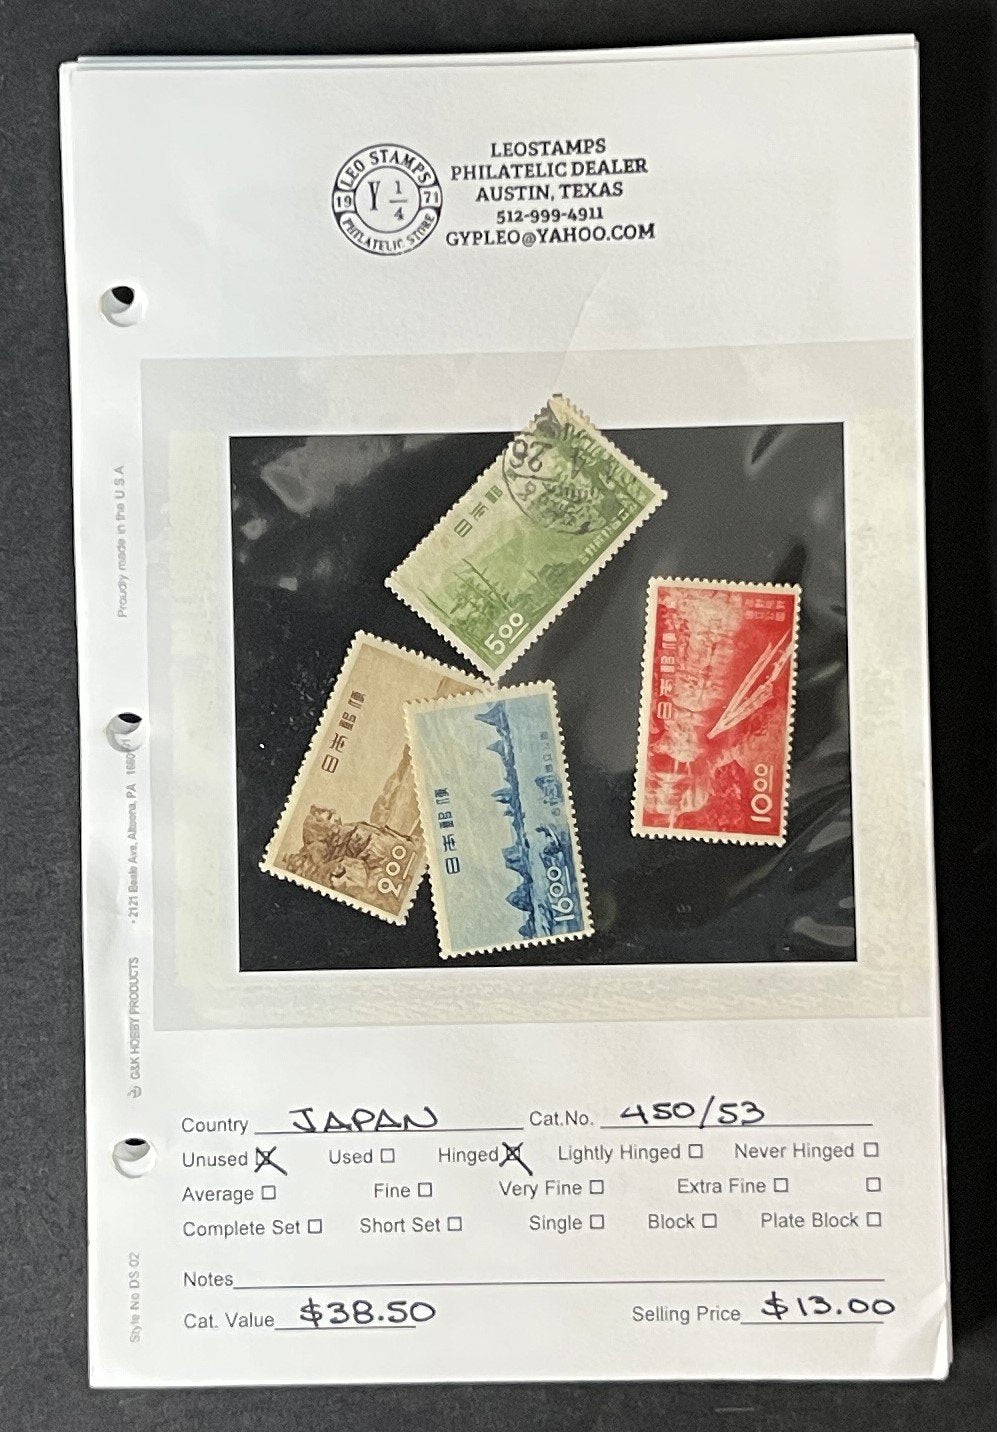 LEO STAMPS
19 Y 1/4 71
PHILATELIC STORE
LEOSTAMPS
PHILATELIC DEALER
AUSTIN, TEXAS
512-999-4911
GYPLEO@YAHOO.COM
Proudly made in the U S A
• 2121 Beale Ave, Altoona, PA
G&K HOBBY PRODUCTS
Style No DS 02
日本郵便
5.00
日本郵便
10.00
日本郵便
2.00
日本郵便
16.00
Country JAPAN Cat.No. 450/53
Unused ☒ Used ☐ Hinged ☒ Lightly Hinged ☐ Never Hinged ☐
Average ☐ Fine ☐ Very Fine ☐ Extra Fine ☐ ☐
Complete Set ☐ Short Set ☐ Single ☐ Block ☐ Plate Block ☐
Notes
Cat. Value $38.50 Selling Price $13.00